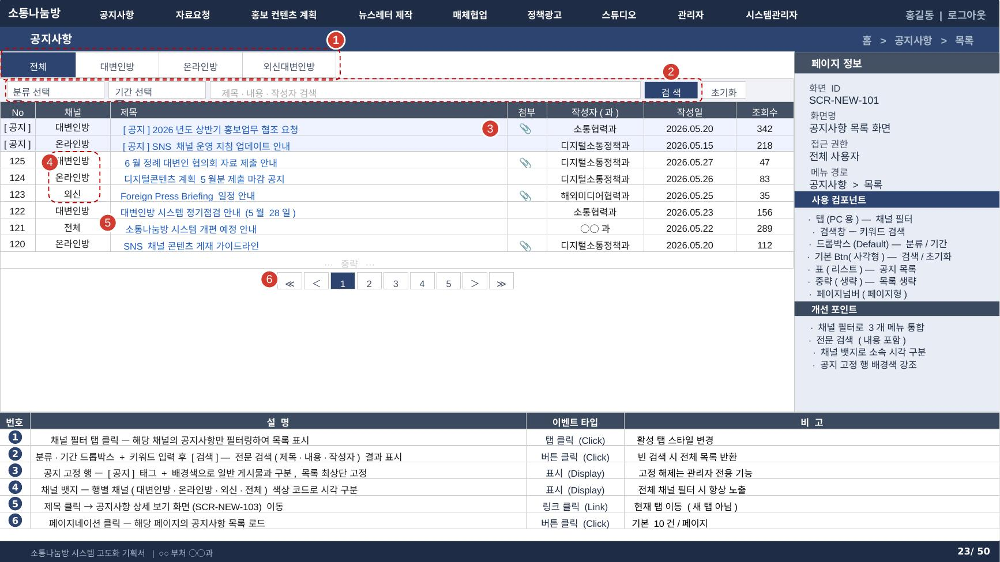 소통나눔방 공지사항 자료요청 홍보 컨텐츠 계획 뉴스레터 제작 매체협업 정책광고 스튜디오 관리자 시스템관리자 홍길동 | 로그아웃
공지사항 1 홈 > 공지사항 > 목록
전체 대변인방 온라인방 외신대변인방
2
분류 선택 기간 선택 제목 · 내용 · 작성자 검색 검 색 초기화
No 채널 제목 첨부 작성자 ( 과 ) 작성일 조회수
[ 공지 ] 대변인방 [ 공지 ] 2026 년도 상반기 홍보업무 협조 요청 3 📎 소통협력과 2026.05.20 342
[ 공지 ] 온라인방 [ 공지 ] SNS 채널 운영 지침 업데이트 안내 디지털소통정책과 2026.05.15 218
125 4 대변인방 6 월 정례 대변인 협의회 자료 제출 안내 📎 디지털소통정책과 2026.05.27 47
124 온라인방 디지털콘텐츠 계획 5 월분 제출 마감 공지 디지털소통정책과 2026.05.26 83
123 외신 Foreign Press Briefing 일정 안내 📎 해외미디어협력과 2026.05.25 35
122 대변인방 대변인방 시스템 정기점검 안내 (5 월 28 일 ) 소통협력과 2026.05.23 156
121 전체 5 소통나눔방 시스템 개편 예정 안내 〇〇 과 2026.05.22 289
120 온라인방 SNS 채널 콘텐츠 게재 가이드라인 📎 디지털소통정책과 2026.05.20 112
··· 중략 ···
6 ≪ < 1 2 3 4 5 > ≫
페이지 정보
화면 ID
SCR-NEW-101
화면명
공지사항 목록 화면
접근 권한
전체 사용자
메뉴 경로
공지사항 > 목록
사용 컴포넌트
· 탭 (PC 용 ) — 채널 필터
· 검색창 — 키워드 검색
· 드롭박스 (Default) — 분류 / 기간
· 기본 Btn( 사각형 ) — 검색 / 초기화
· 표 ( 리스트 ) — 공지 목록
· 중략 ( 생략 ) — 목록 생략
· 페이지넘버 ( 페이지형 )
개선 포인트
· 채널 필터로 3 개 메뉴 통합
· 전문 검색 ( 내용 포함 )
· 채널 뱃지로 소속 시각 구분
· 공지 고정 행 배경색 강조
번호 설 명 이벤트 타입 비 고
1 채널 필터 탭 클릭 — 해당 채널의 공지사항만 필터링하여 목록 표시 탭 클릭 (Click) 활성 탭 스타일 변경
2 분류 · 기간 드롭박스 + 키워드 입력 후 [ 검색 ] — 전문 검색 ( 제목 · 내용 · 작성자 ) 결과 표시 버튼 클릭 (Click) 빈 검색 시 전체 목록 반환
3 공지 고정 행 — [ 공지 ] 태그 + 배경색으로 일반 게시물과 구분 , 목록 최상단 고정 표시 (Display) 고정 해제는 관리자 전용 기능
4 채널 뱃지 — 행별 채널 ( 대변인방 · 온라인방 · 외신 · 전체 ) 색상 코드로 시각 구분 표시 (Display) 전체 채널 필터 시 항상 노출
5 제목 클릭 → 공지사항 상세 보기 화면 (SCR-NEW-103) 이동 링크 클릭 (Link) 현재 탭 이동 ( 새 탭 아님 )
6 페이지네이션 클릭 — 해당 페이지의 공지사항 목록 로드 버튼 클릭 (Click) 기본 10 건 / 페이지
소통나눔방 시스템 고도화 기획서 | ○○ 부처 〇〇과 23/ 50